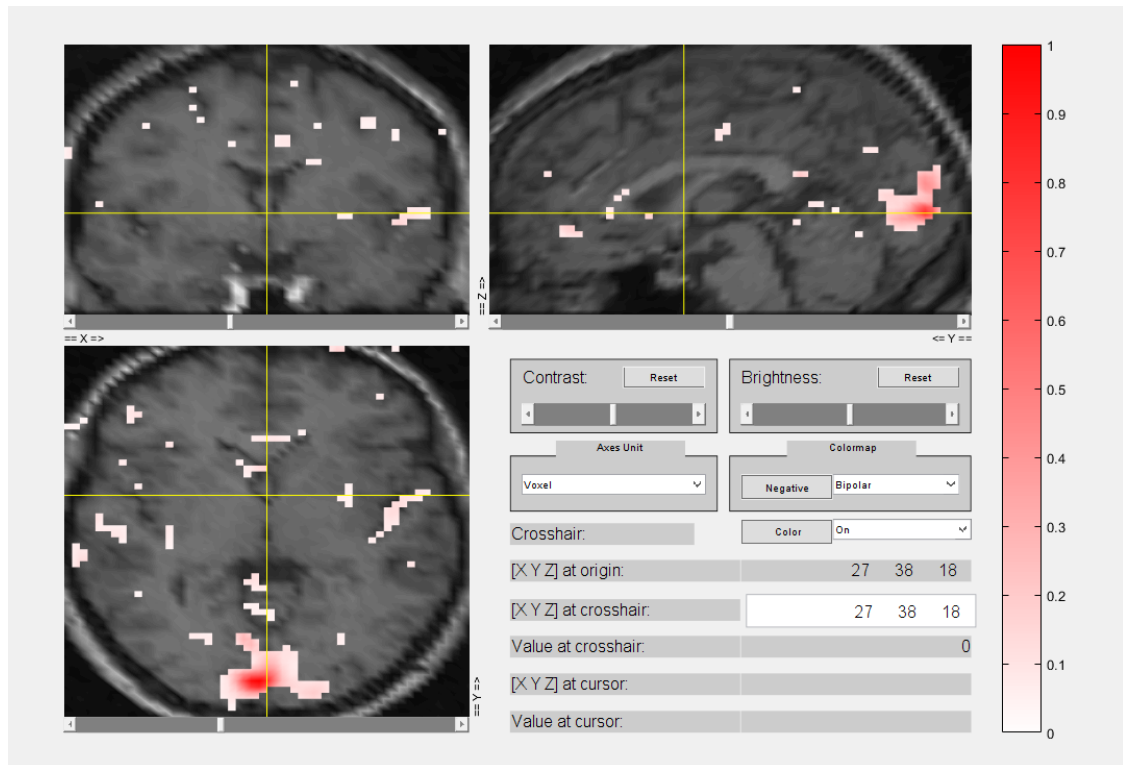 1
0.9
0.8
0.7
0.6
0.5
0.4
0.3
0.2
0.1
0
== Z =>
== X =>
<= Y ==
== Y =>
Contrast: Reset
Brightness: Reset
Axes Unit
Colormap
Voxel
Negative Bipolar
Crosshair:
Color On
[X Y Z] at origin: 27 38 18
[X Y Z] at crosshair: 27 38 18
Value at crosshair: 0
[X Y Z] at cursor:
Value at cursor: